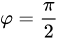 φ = π/2